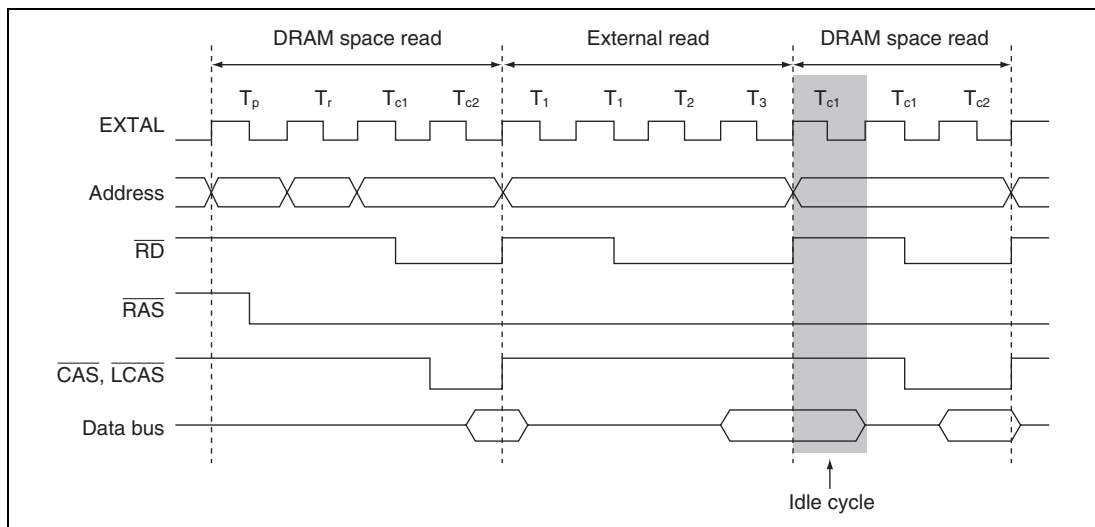 DRAM space read External read DRAM space read
Tp Tr Tc1 Tc2 T1 T1 T2 T3 Tc1 Tc1 Tc2
EXTAL
Address
RD
RAS
CAS, LCAS
Data bus
Idle cycle